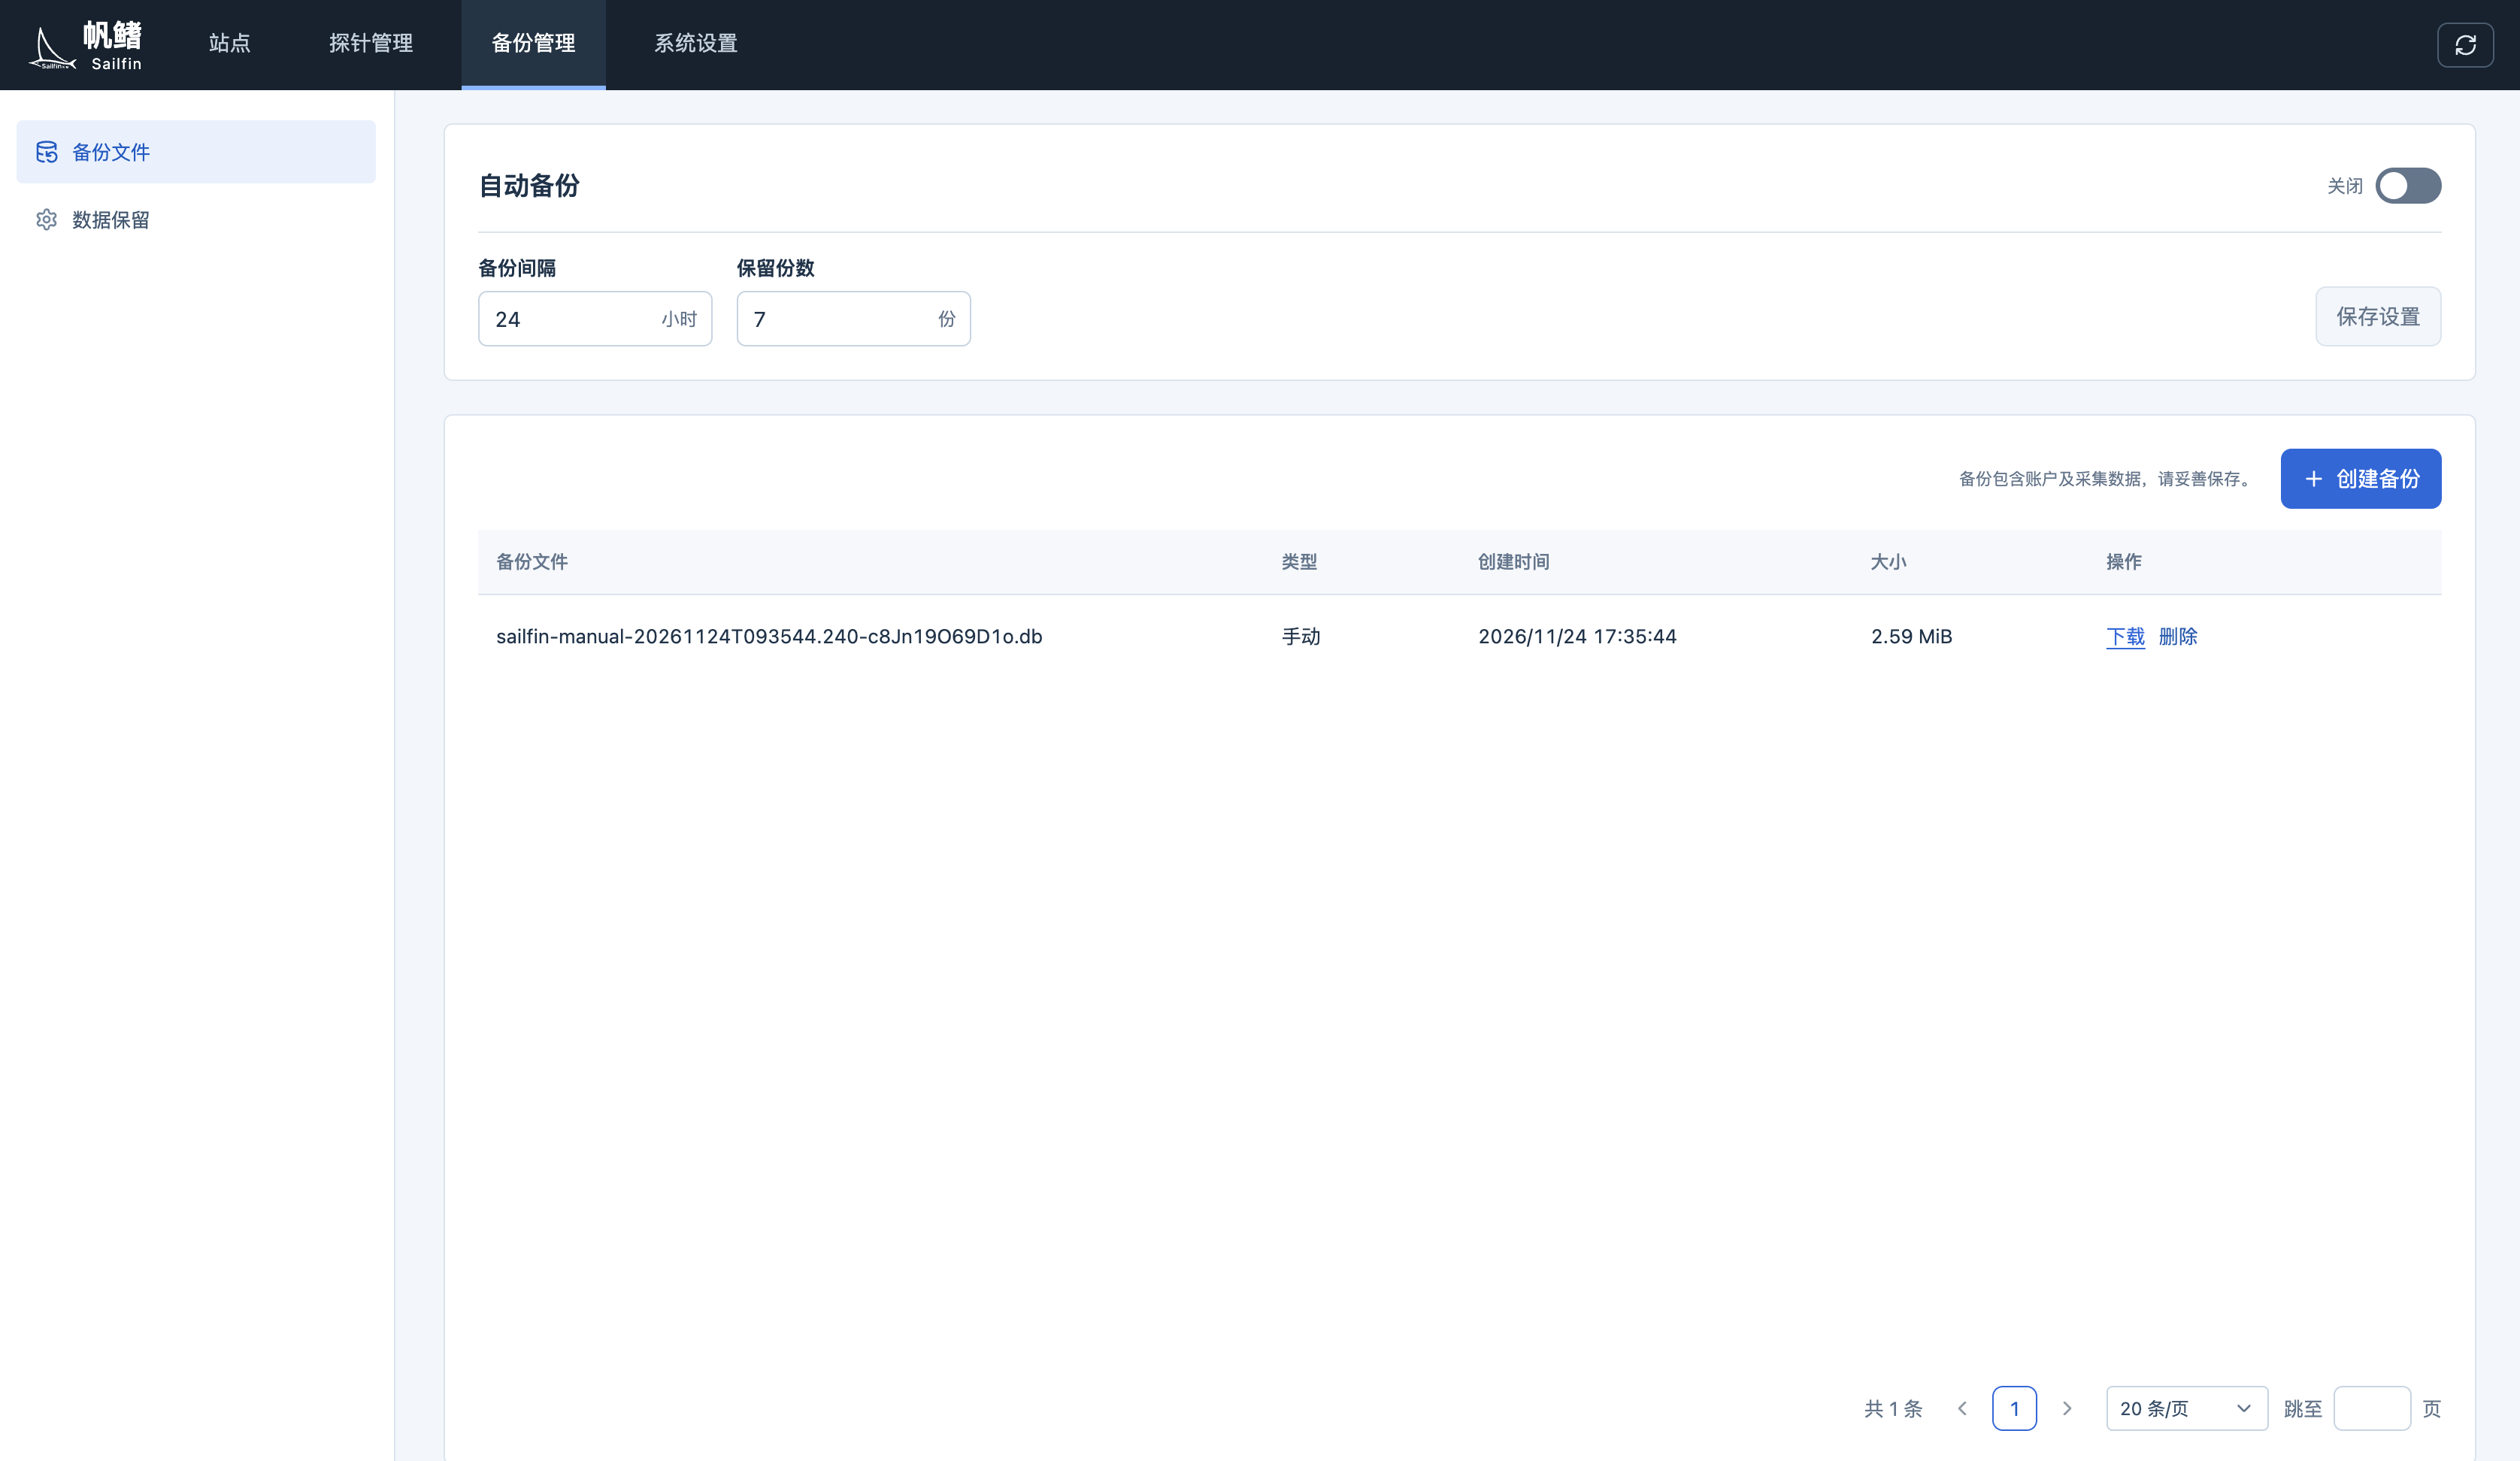 帆鳍
Sailfin
Sailfin
站点
探针管理
备份管理
系统设置
备份文件
数据保留
自动备份
关闭
备份间隔
保留份数
24 小时
7 份
保存设置
备份包含账户及采集数据，请妥善保存。
创建备份
备份文件 类型 创建时间 大小 操作
sailfin-manual-20261124T093544.240-c8Jn19O69D1o.db 手动 2026/11/24 17:35:44 2.59 MiB 下载 删除
共 1 条 1 20 条/页 跳至 页